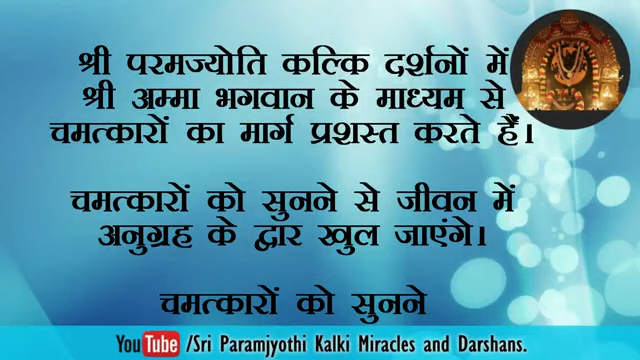 श्री परमज्योति कल्कि दर्शनों में
श्री अम्मा भगवान के माध्यम से
चमत्कारों का मार्ग प्रशस्त करते हैं।
चमत्कारों को सुनने से जीवन में
अनुग्रह के द्वार खुल जाएंगे।
चमत्कारों को सुनने
YouTube /Sri Paramjyothi Kalki Miracles and Darshans.